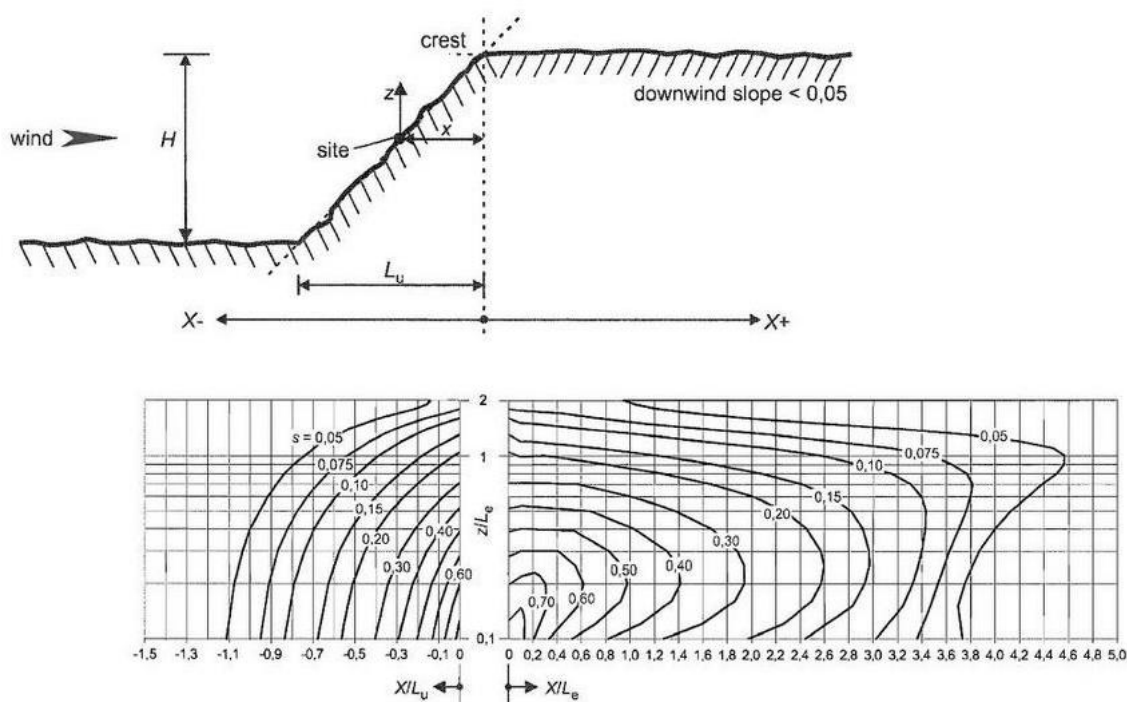 crest
z
downwind slope < 0,05
wind
H
x
site
Lu
X-
X+
2
s = 0,05
0,05
0,075
0,075
1
0,10
0,10
0,15
0,15
z/Le
0,20
0,20
0,40
0,30
0,30
0,50
0,40
0,60
0,70
0,60
0,1
-1,5 -1,3 -1,1 -0,9 -0,7 -0,5 -0,3 -0,1 0 0 0,2 0,4 0,6 0,8 1,0 1,2 1,4 1,6 1,8 2,0 2,2 2,4 2,6 2,8 3,0 3,2 3,4 3,6 3,8 4,0 4,2 4,4 4,6 4,8 5,0
X/Lu
X/Le